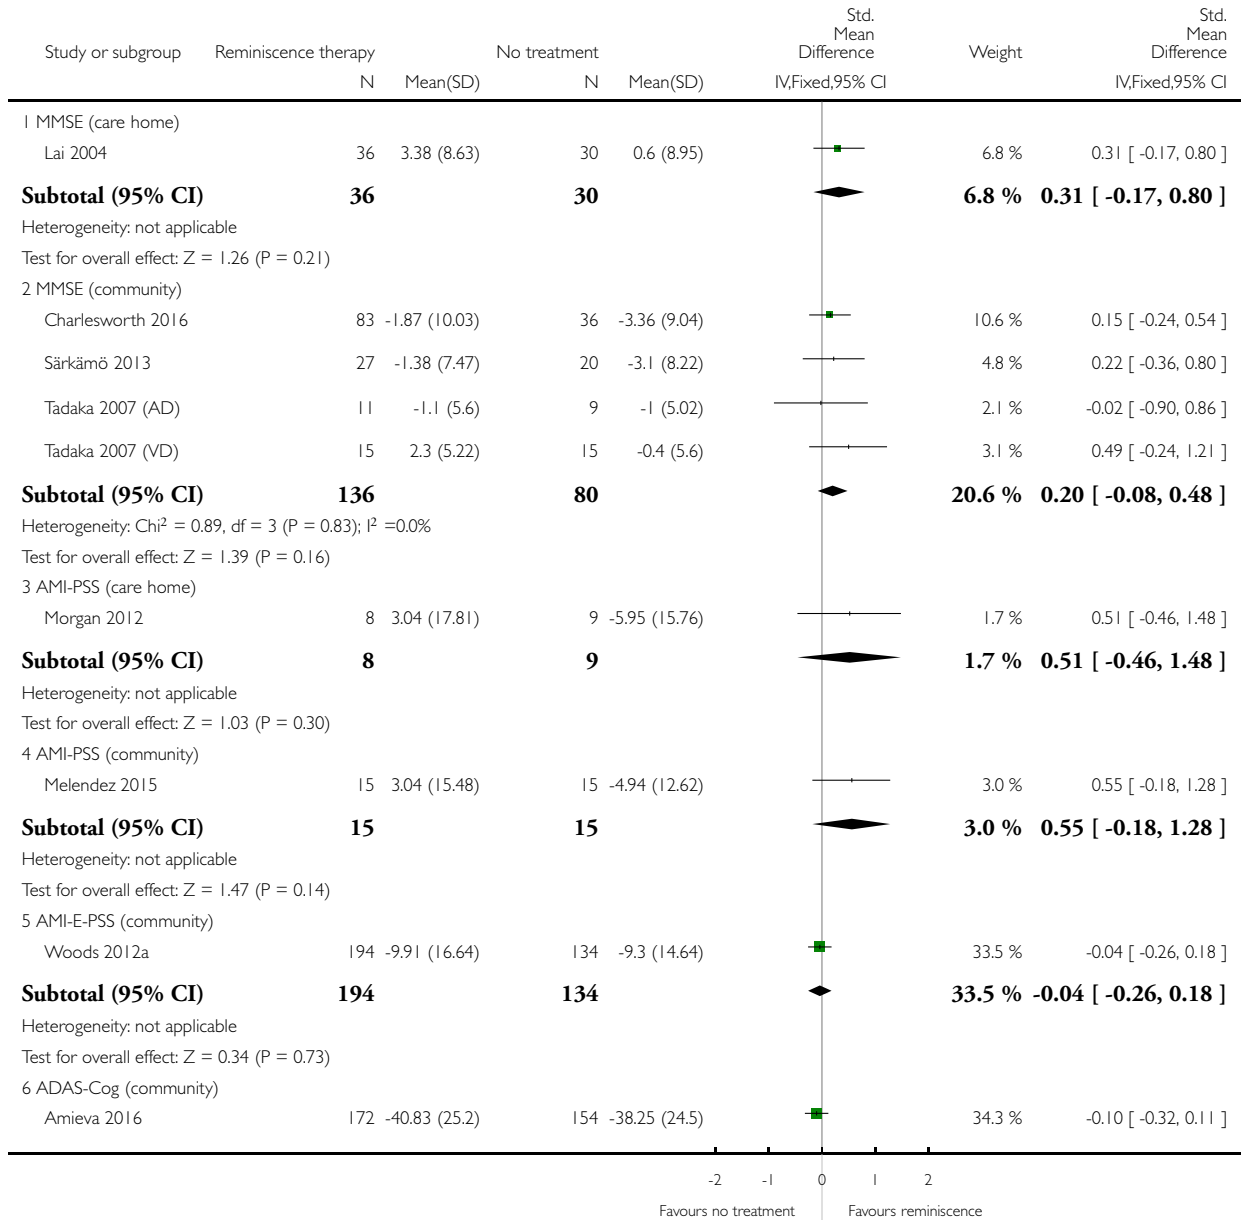 Study or subgroup Reminiscence therapy No treatment Std. Mean Difference Weight Std. Mean Difference
N Mean(SD) N Mean(SD) IV,Fixed,95% CI IV,Fixed,95% CI
1 MMSE (care home)
Lai 2004 36 3.38 (8.63) 30 0.6 (8.95) 6.8 % 0.31 [ -0.17, 0.80 ]
Subtotal (95% CI) 36 30 6.8 % 0.31 [ -0.17, 0.80 ]
Heterogeneity: not applicable
Test for overall effect: Z = 1.26 (P = 0.21)
2 MMSE (community)
Charlesworth 2016 83 -1.87 (10.03) 36 -3.36 (9.04) 10.6 % 0.15 [ -0.24, 0.54 ]
Särkämö 2013 27 -1.38 (7.47) 20 -3.1 (8.22) 4.8 % 0.22 [ -0.36, 0.80 ]
Tadaka 2007 (AD) 11 -1.1 (5.6) 9 -1 (5.02) 2.1 % -0.02 [ -0.90, 0.86 ]
Tadaka 2007 (VD) 15 2.3 (5.22) 15 -0.4 (5.6) 3.1 % 0.49 [ -0.24, 1.21 ]
Subtotal (95% CI) 136 80 20.6 % 0.20 [ -0.08, 0.48 ]
Heterogeneity: Chi² = 0.89, df = 3 (P = 0.83); I² =0.0%
Test for overall effect: Z = 1.39 (P = 0.16)
3 AMI-PSS (care home)
Morgan 2012 8 3.04 (17.81) 9 -5.95 (15.76) 1.7 % 0.51 [ -0.46, 1.48 ]
Subtotal (95% CI) 8 9 1.7 % 0.51 [ -0.46, 1.48 ]
Heterogeneity: not applicable
Test for overall effect: Z = 1.03 (P = 0.30)
4 AMI-PSS (community)
Melendez 2015 15 3.04 (15.48) 15 -4.94 (12.62) 3.0 % 0.55 [ -0.18, 1.28 ]
Subtotal (95% CI) 15 15 3.0 % 0.55 [ -0.18, 1.28 ]
Heterogeneity: not applicable
Test for overall effect: Z = 1.47 (P = 0.14)
5 AMI-E-PSS (community)
Woods 2012a 194 -9.91 (16.64) 134 -9.3 (14.64) 33.5 % -0.04 [ -0.26, 0.18 ]
Subtotal (95% CI) 194 134 33.5 % -0.04 [ -0.26, 0.18 ]
Heterogeneity: not applicable
Test for overall effect: Z = 0.34 (P = 0.73)
6 ADAS-Cog (community)
Amieva 2016 172 -40.83 (25.2) 154 -38.25 (24.5) 34.3 % -0.10 [ -0.32, 0.11 ]
-2 -1 0 1 2
Favours no treatment Favours reminiscence